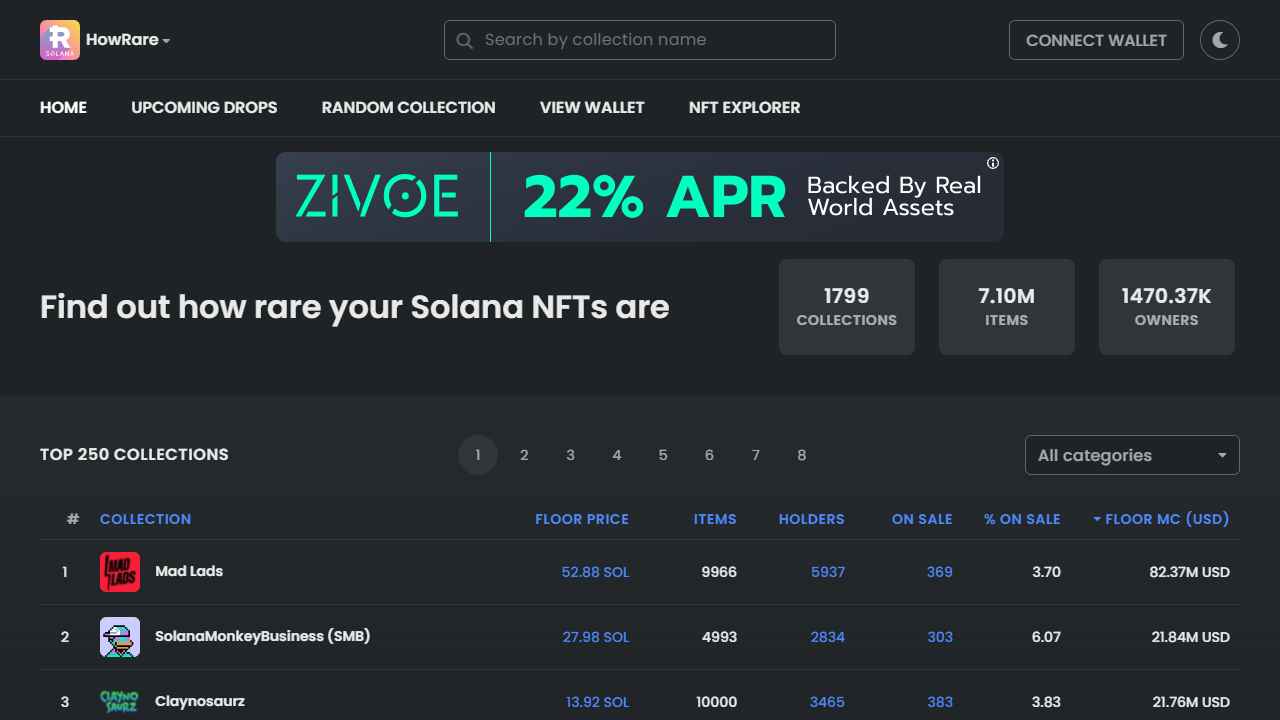 R
SOLANA
HowRare
Search by collection name
CONNECT WALLET
HOME
UPCOMING DROPS
RANDOM COLLECTION
VIEW WALLET
NFT EXPLORER
ZIVOE
22% APR
Backed By Real
World Assets
Find out how rare your Solana NFTs are
1799
COLLECTIONS
7.10M
ITEMS
1470.37K
OWNERS
TOP 250 COLLECTIONS
1 2 3 4 5 6 7 8
All categories
# COLLECTION FLOOR PRICE ITEMS HOLDERS ON SALE % ON SALE FLOOR MC (USD)
1 MAD LADS Mad Lads 52.88 SOL 9966 5937 369 3.70 82.37M USD
2 SolanaMonkeyBusiness (SMB) 27.98 SOL 4993 2834 303 6.07 21.84M USD
3 CLAYNO SAURZ Claynosaurz 13.92 SOL 10000 3465 383 3.83 21.76M USD